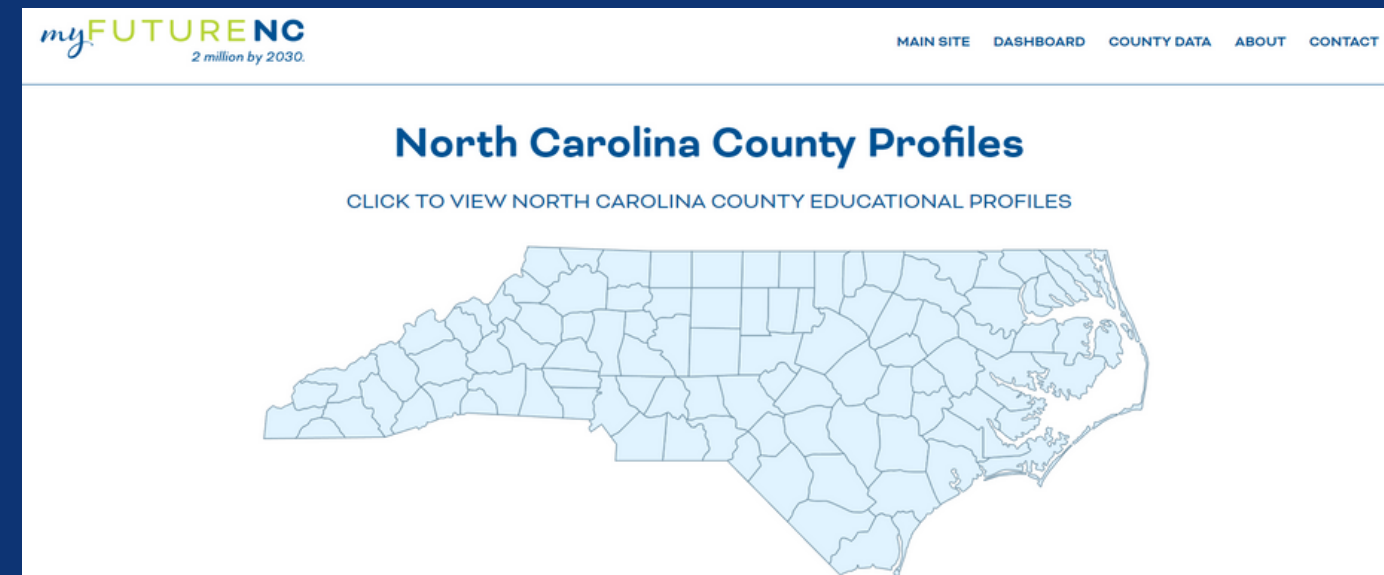 myFUTURENC
2 million by 2030.
MAIN SITE DASHBOARD COUNTY DATA ABOUT CONTACT
North Carolina County Profiles
CLICK TO VIEW NORTH CAROLINA COUNTY EDUCATIONAL PROFILES